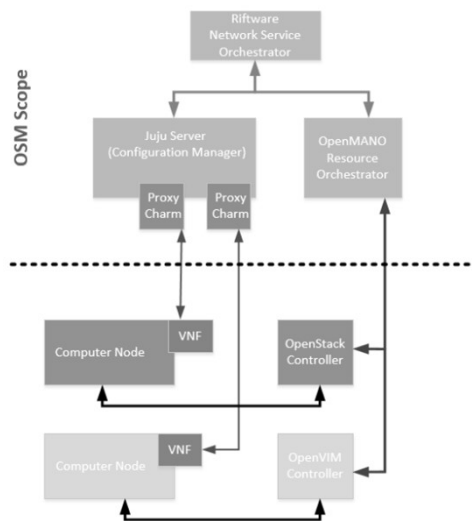 Riftware
Network Service
Orchestrator
OSM Scope
Juju Server
(Configuration Manager)
OpenMANO
Resource
Orchestrator
Proxy
Charm
Proxy
Charm
VNF
Computer Node
OpenStack
Controller
VNF
Computer Node
OpenVIM
Controller